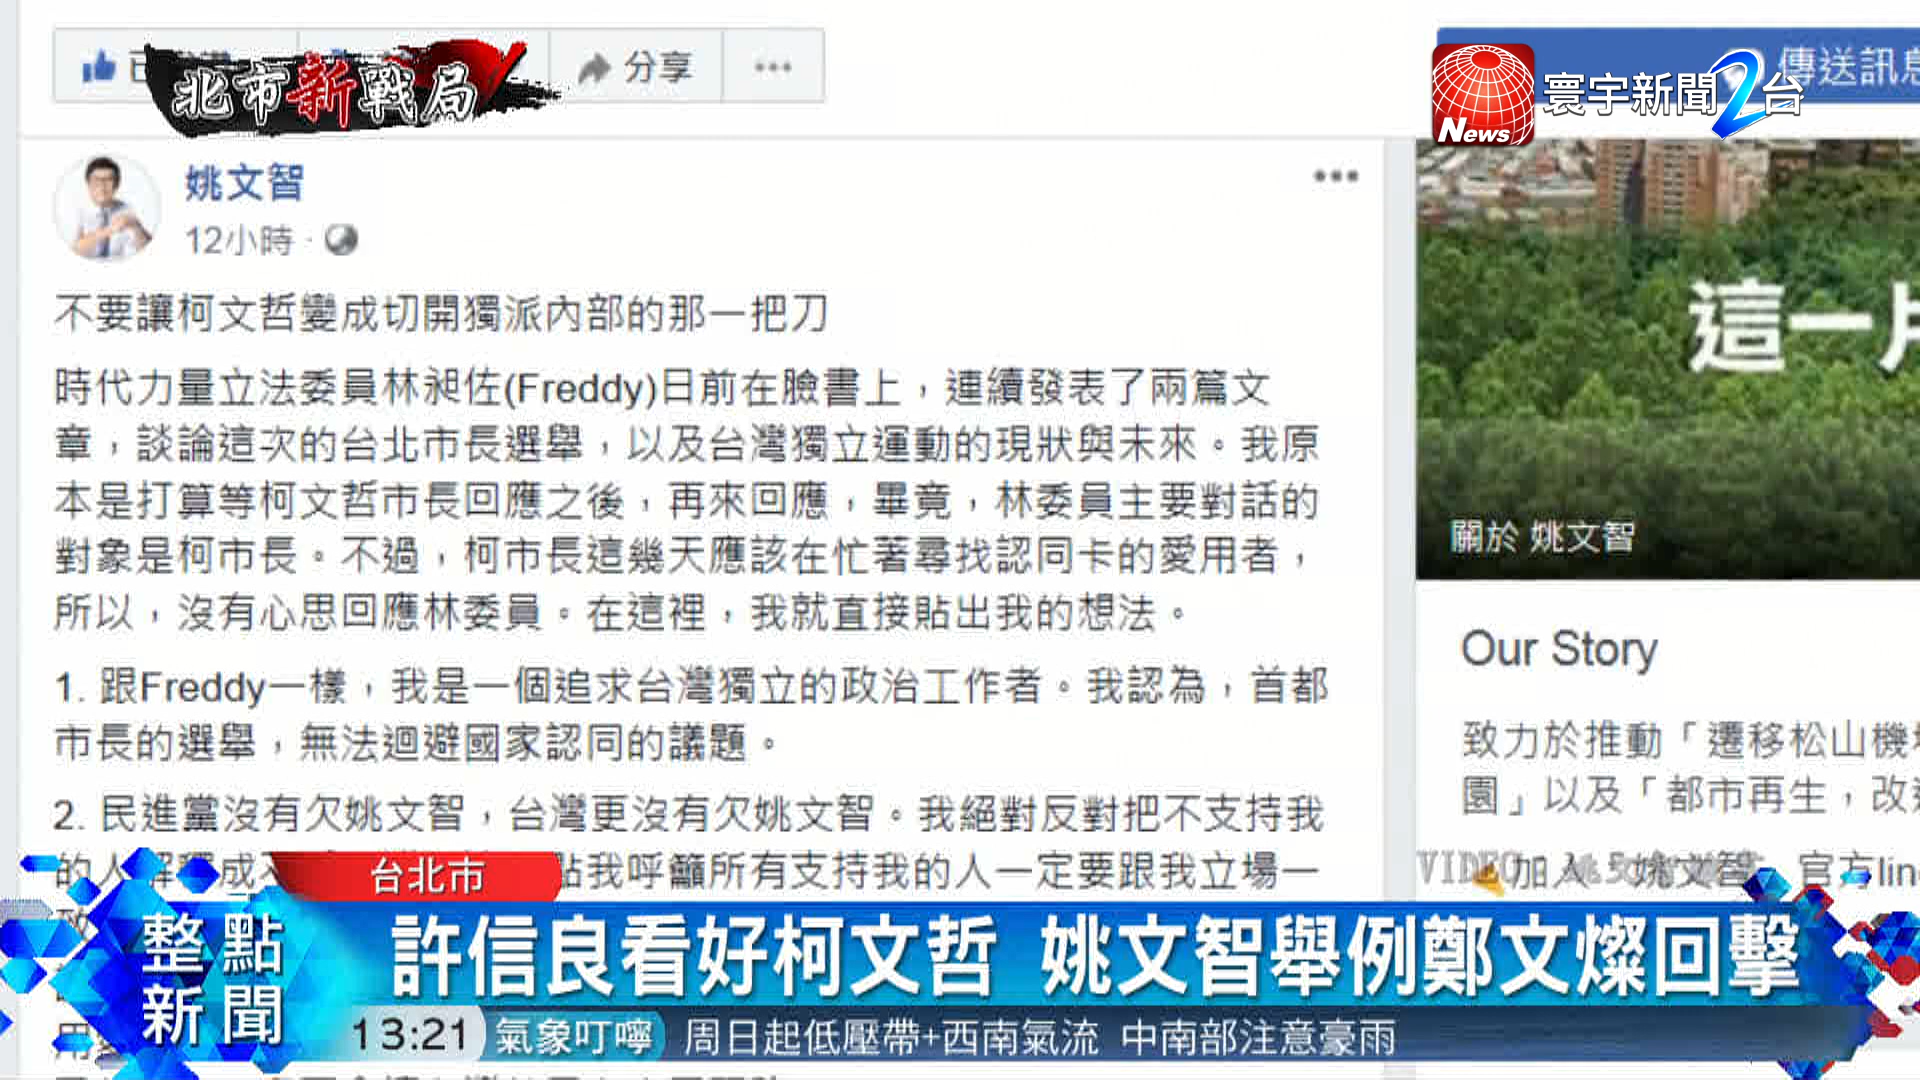 分享
北市新戰局
傳送訊息
News
寰宇新聞2台
姚文智
12小時
不要讓柯文哲變成切開獨派內部的那一把刀
時代力量立法委員林昶佐(Freddy)日前在臉書上，連續發表了兩篇文
章，談論這次的台北市長選舉，以及台灣獨立運動的現狀與未來。我原
本是打算等柯文哲市長回應之後，再來回應，畢竟，林委員主要對話的
對象是柯市長。不過，柯市長這幾天應該在忙著尋找認同卡的愛用者，
所以，沒有心思回應林委員。在這裡，我就直接貼出我的想法。
1. 跟Freddy一樣，我是一個追求台灣獨立的政治工作者。我認為，首都
市長的選舉，無法迴避國家認同的議題。
2. 民進黨沒有欠姚文智，台灣更沒有欠姚文智。我絕對反對把不支持我
的人解釋成
點我呼籲所有支持我的人一定要跟我立場一
這一片
關於 姚文智
Our Story
致力於推動「遷移松山機場
園」以及「都市再生，改造
VIDEO
加入 姚文智 官方lin
台北市
整點
新聞
許信良看好柯文哲 姚文智舉例鄭文燦回擊
13:21
氣象叮嚀
周日起低壓帶+西南氣流 中南部注意豪雨